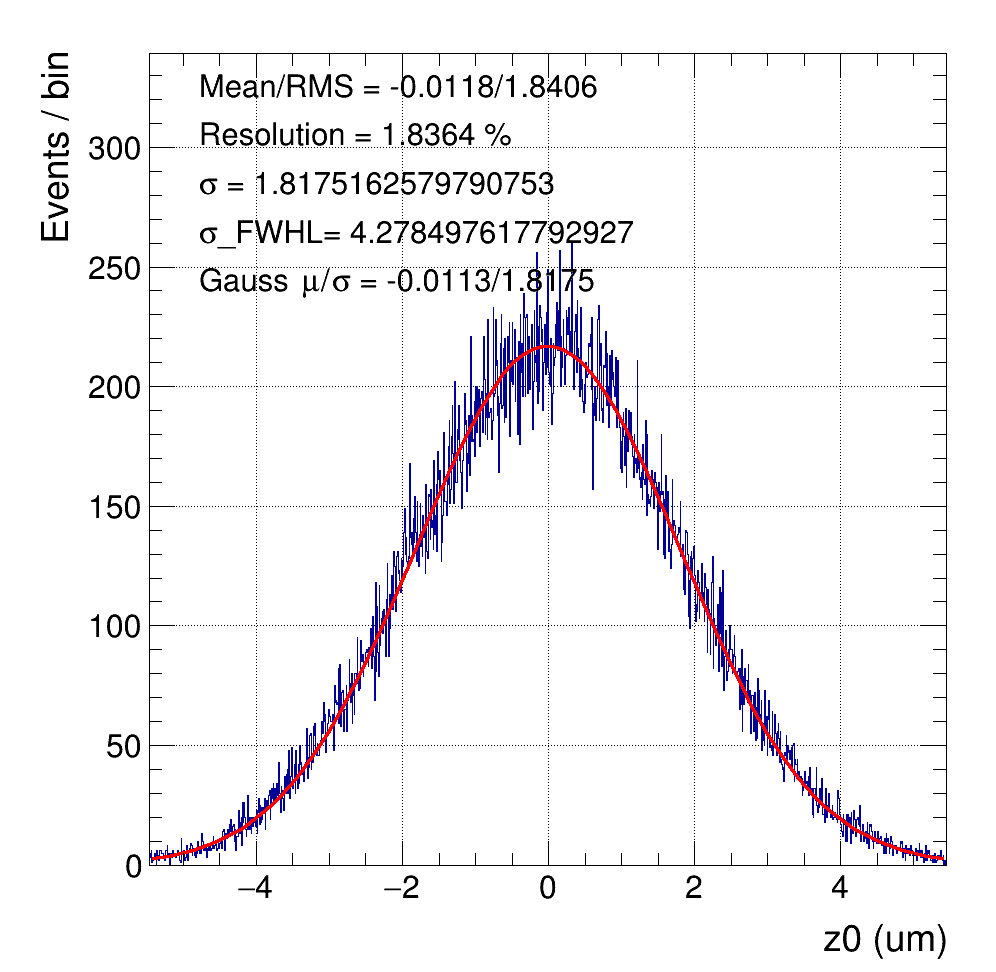 Events / bin
Mean/RMS = -0.0118/1.8406
Resolution = 1.8364 %
σ = 1.8175162579790753
σ_FWHL= 4.278497617792927
Gauss μ/σ = -0.0113/1.8175
300
250
200
150
100
50
0
−4 −2 0 2 4
z0 (um)